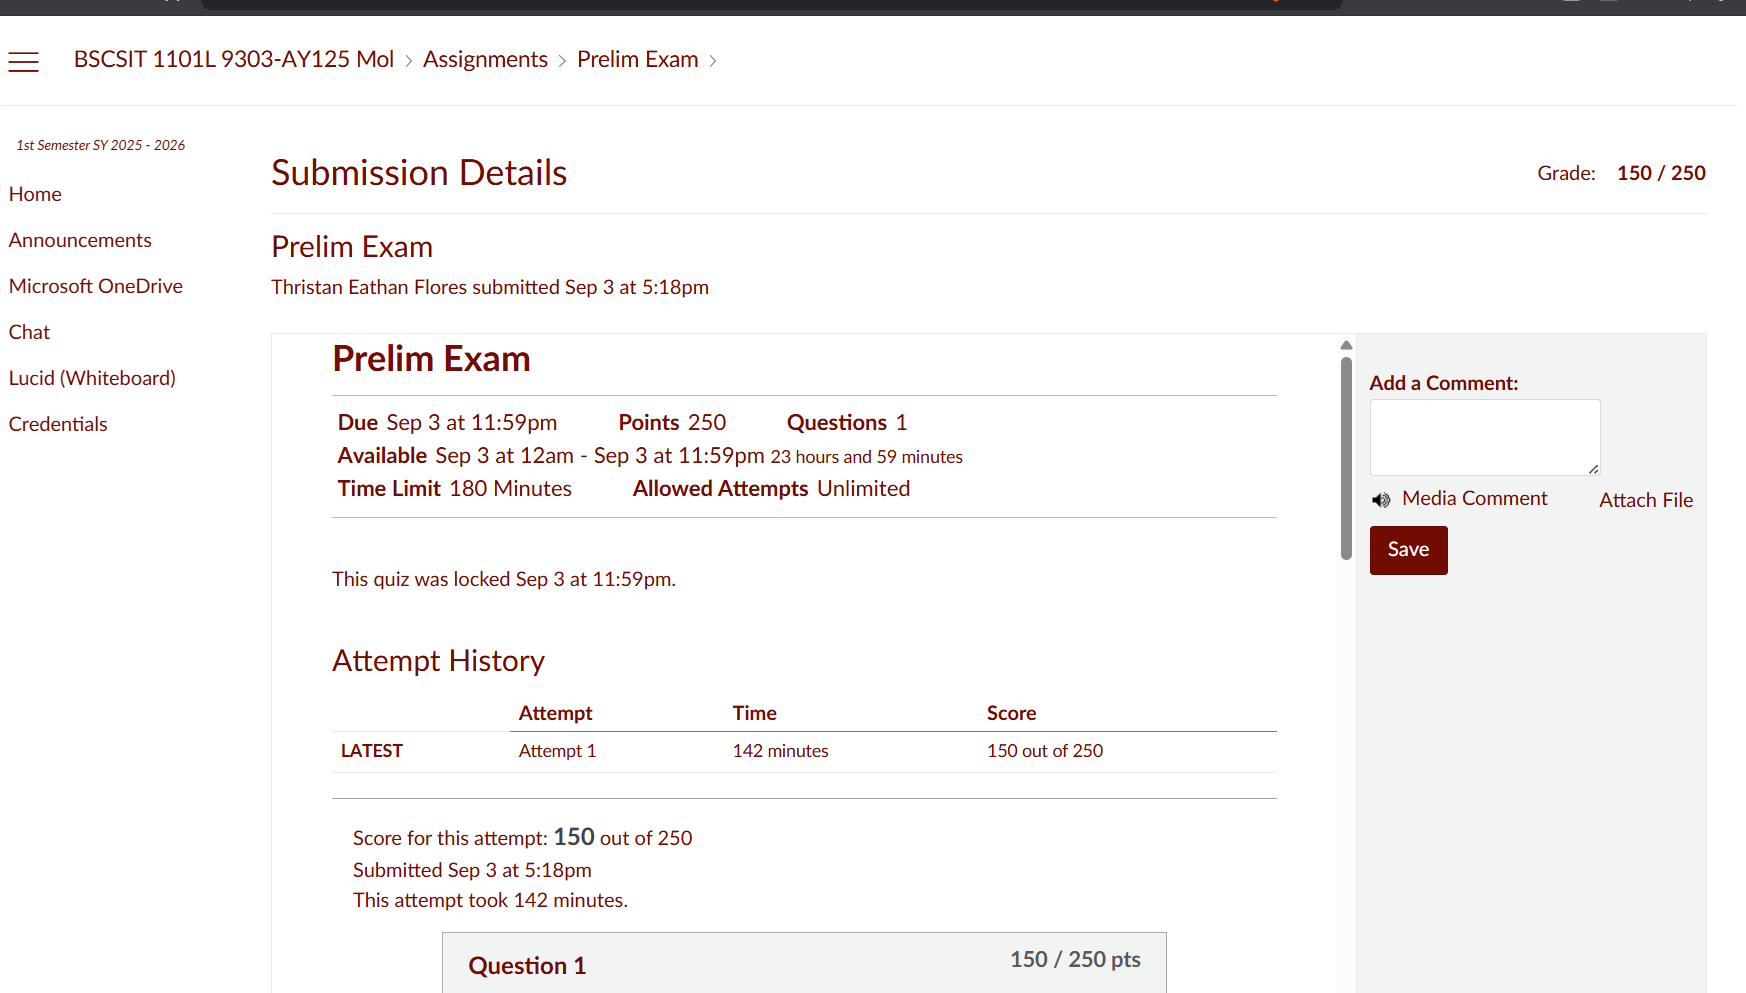 BSCSIT 1101L 9303-AY125 Mol > Assignments > Prelim Exam >
1st Semester SY 2025 - 2026
Home
Announcements
Microsoft OneDrive
Chat
Lucid (Whiteboard)
Credentials
Submission Details
Grade: 150 / 250
Prelim Exam
Thristan Eathan Flores submitted Sep 3 at 5:18pm
Prelim Exam
Due Sep 3 at 11:59pm Points 250 Questions 1
Available Sep 3 at 12am - Sep 3 at 11:59pm 23 hours and 59 minutes
Time Limit 180 Minutes Allowed Attempts Unlimited
This quiz was locked Sep 3 at 11:59pm.
Attempt History
Attempt Time Score
LATEST Attempt 1 142 minutes 150 out of 250
Score for this attempt: 150 out of 250
Submitted Sep 3 at 5:18pm
This attempt took 142 minutes.
Question 1 150 / 250 pts
Add a Comment:
Media Comment Attach File
Save